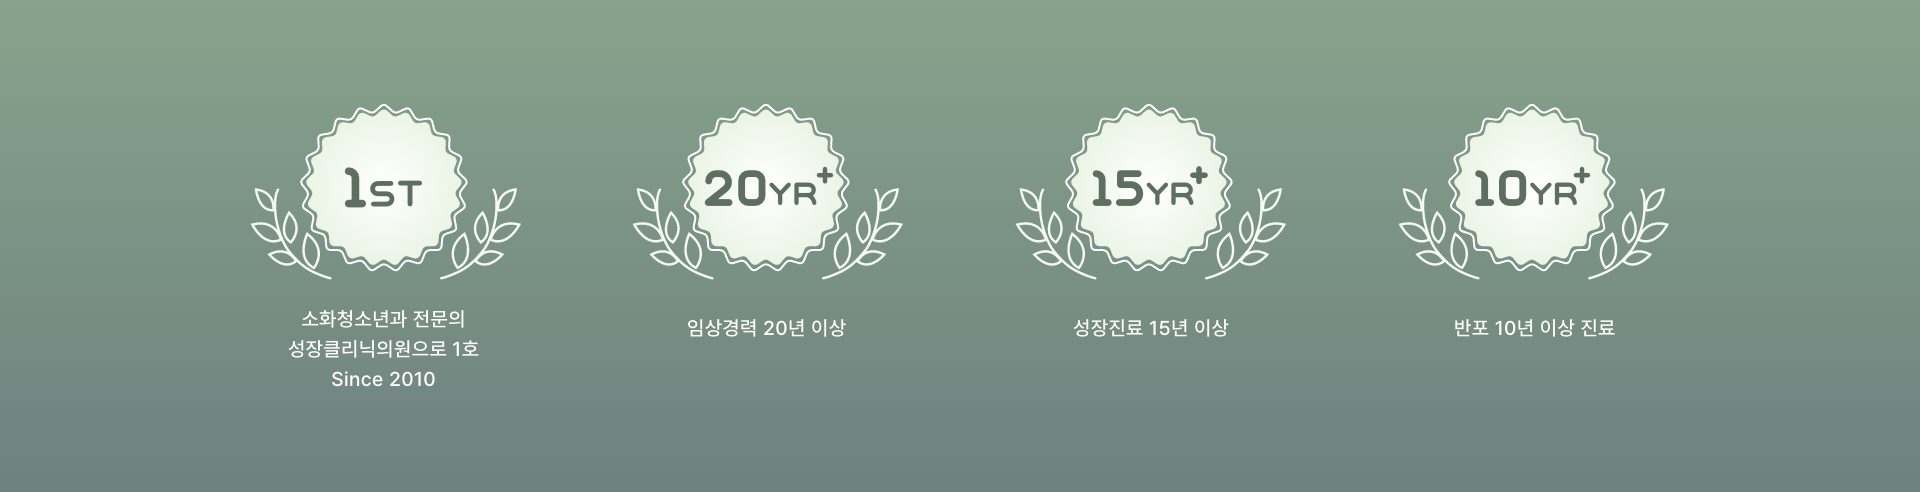 1ST
소화청소년과 전문의
성장클리닉의원으로 1호
Since 2010
20YR+
임상경력 20년 이상
15YR+
성장진료 15년 이상
10YR+
반포 10년 이상 진료